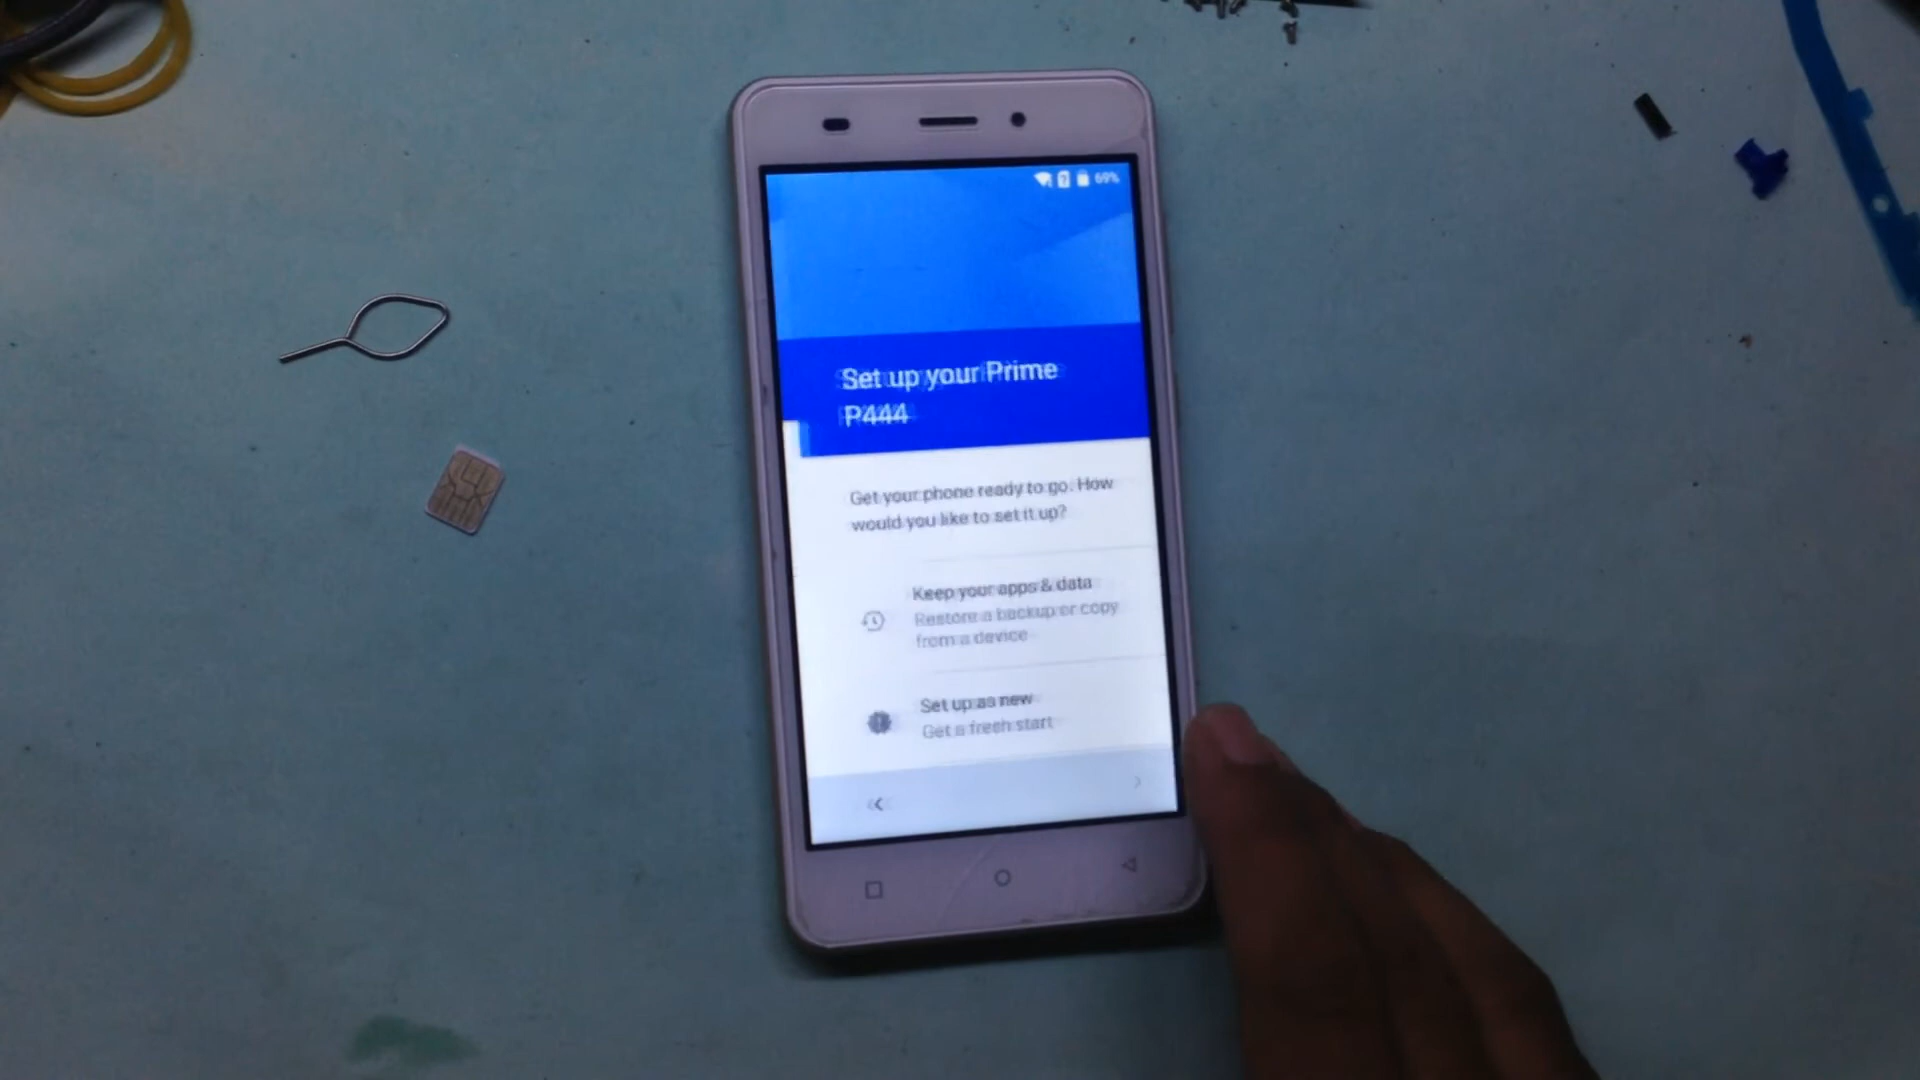 69%
Set up your Prime
P444
Get your phone ready to go. How
would you like to set it up?
Keep your apps & data
Restore a backup or copy
from a device
Set up as new
Get a fresh start